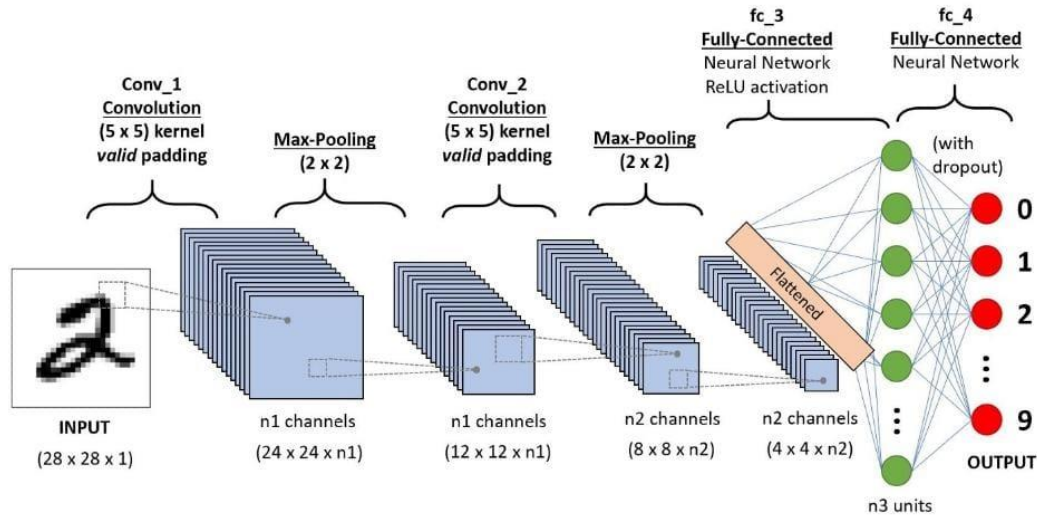 Conv_1
Convolution
(5 x 5) kernel
valid padding
Max-Pooling
(2 x 2)
Conv_2
Convolution
(5 x 5) kernel
valid padding
Max-Pooling
(2 x 2)
fc_3
Fully-Connected
Neural Network
ReLU activation
fc_4
Fully-Connected
Neural Network
(with
dropout)
Flattened
0
1
2
9
OUTPUT
2
INPUT
(28 x 28 x 1)
n1 channels
(24 x 24 x n1)
n1 channels
(12 x 12 x n1)
n2 channels
(8 x 8 x n2)
n2 channels
(4 x 4 x n2)
n3 units